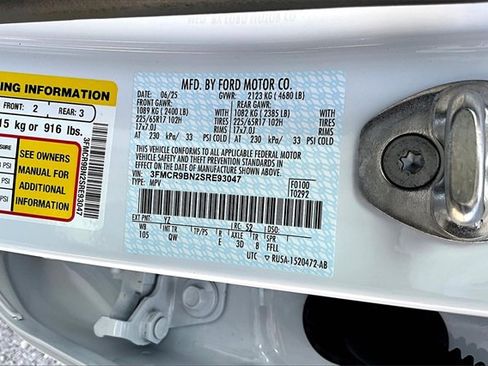 MFD. BY FORD MOTOR CO.
DATE: 06/25 GVWR: 2123 KG ( 4680 LB)
FRONT GAWR: REAR GAWR:
1089 KG ( 2400 LB) 1082 KG ( 2385 LB)
225/65R17 102H TIRES 225/65R17 102H TIRES
17x7.0J RIMS 17x7.0J RIMS
AT 230 kPa/ 33 PSI COLD AT 230 kPa/ 33 PSI COLD
THIS VEHICLE CONFORMS TO ALL APPLICABLE FEDERAL
MOTOR VEHICLE SAFETY AND THEFT PREVENTION STANDARDS
IN EFFECT ON THE DATE OF MANUFACTURE SHOWN ABOVE.
VIN: 3FMCR9BN2SRE93047 F0100
TYPE: MPV T0292
EXT PNT: YZ RC: 52 DSO:
WB INT TR TP/PS R AXLE TR SPR
105 QW E 3D 8 FFLL
UTC RUSA-1520472-AB
ING INFORMATION
FRONT: 2 REAR: 3
15 kg or 916 lbs.
SEE OWNERS
MANUAL FOR
ADDITIONAL
INFORMATION
PSI
PSI
3FMCR9BN2SRE93047